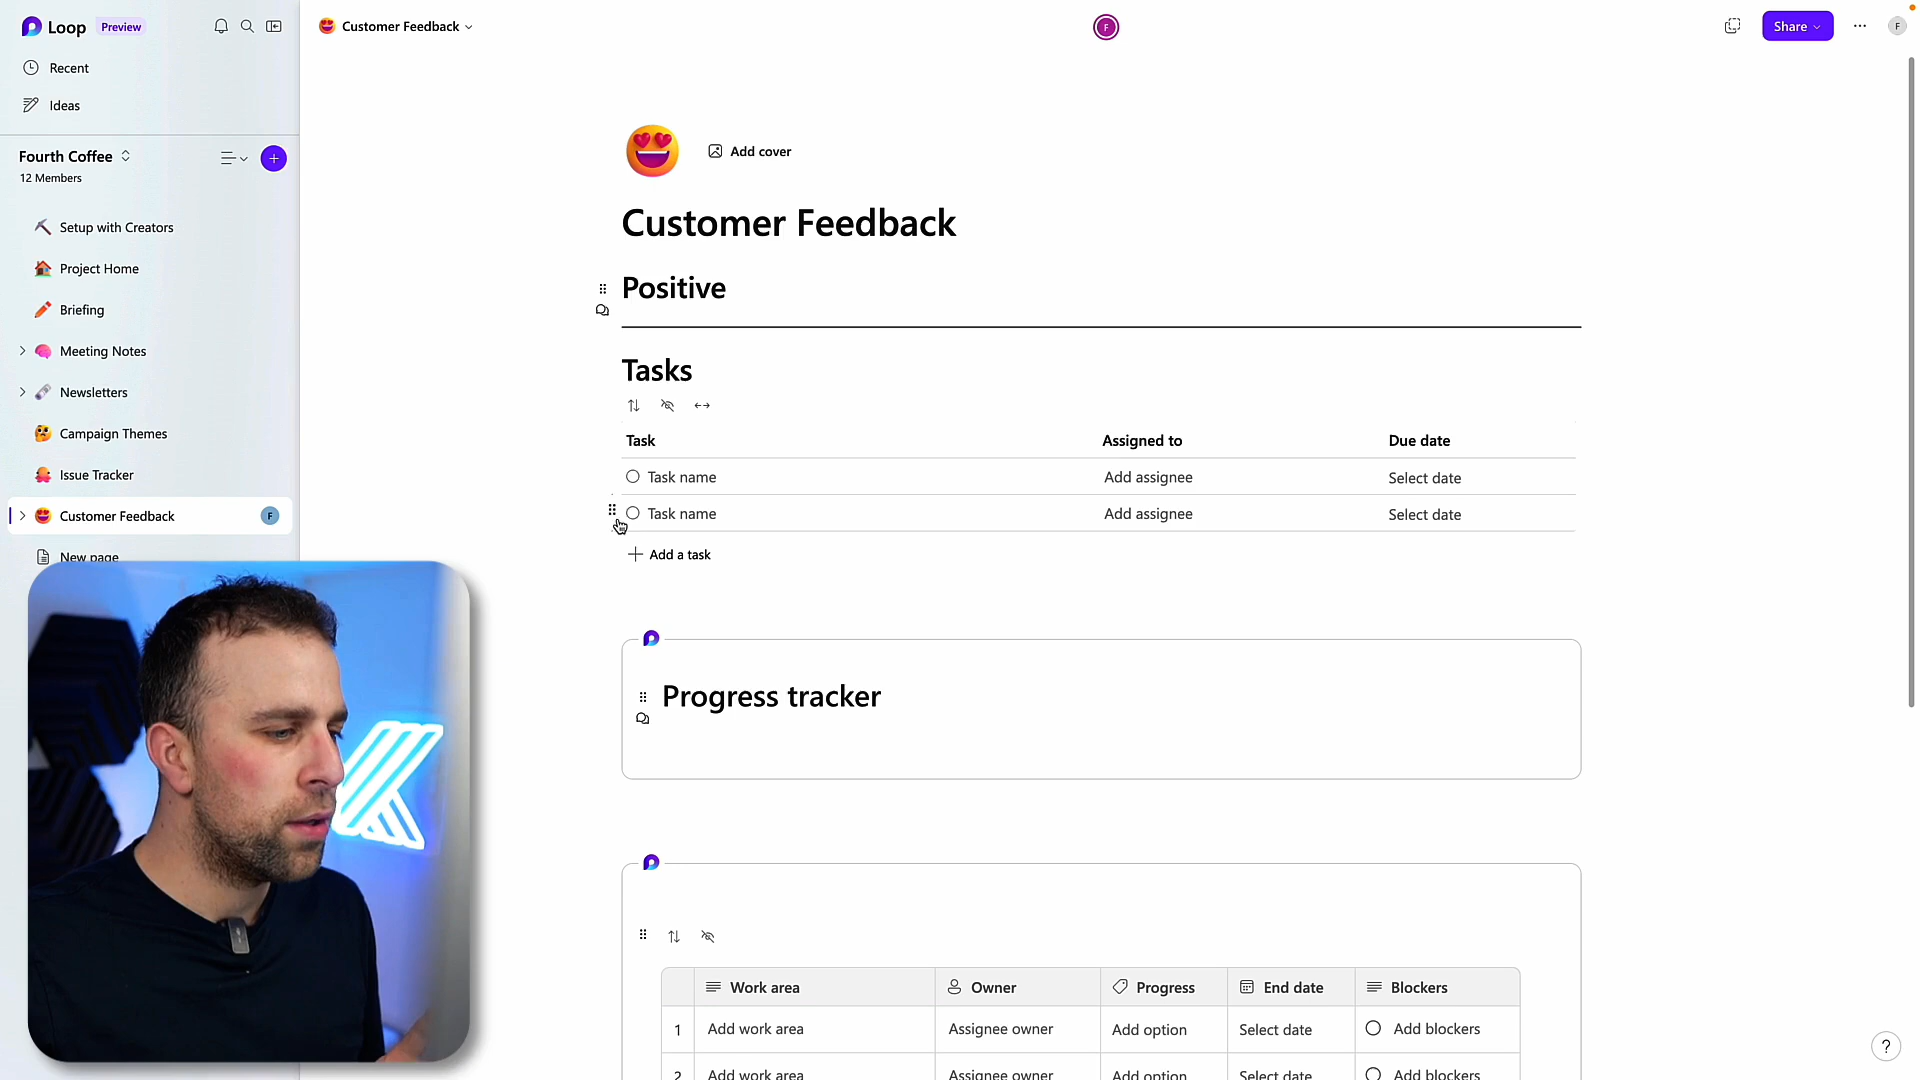 Loop Preview
Customer Feedback
F
Share
F
Recent
Ideas
Fourth Coffee
12 Members
Setup with Creators
Project Home
Briefing
Meeting Notes
Newsletters
Campaign Themes
Issue Tracker
Customer Feedback F
New page
Add cover
Customer Feedback
Positive
Tasks
Task Assigned to Due date
Task name Add assignee Select date
Task name Add assignee Select date
Add a task
Progress tracker
Work area Owner Progress End date Blockers
1 Add work area Assignee owner Add option Select date Add blockers
2 Add work area Assignee owner Add option Select date Add blockers
?